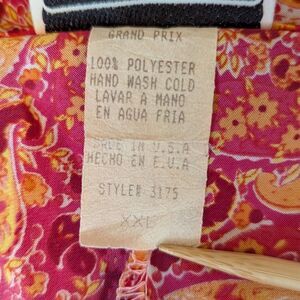 GRAND PRIX
100% POLYESTER
HAND WASH COLD
LAVAR A MANO
EN AGUA FRIA
MADE IN U.S.A
HECHO EN E.U.A
STYLE# 3175
XXL